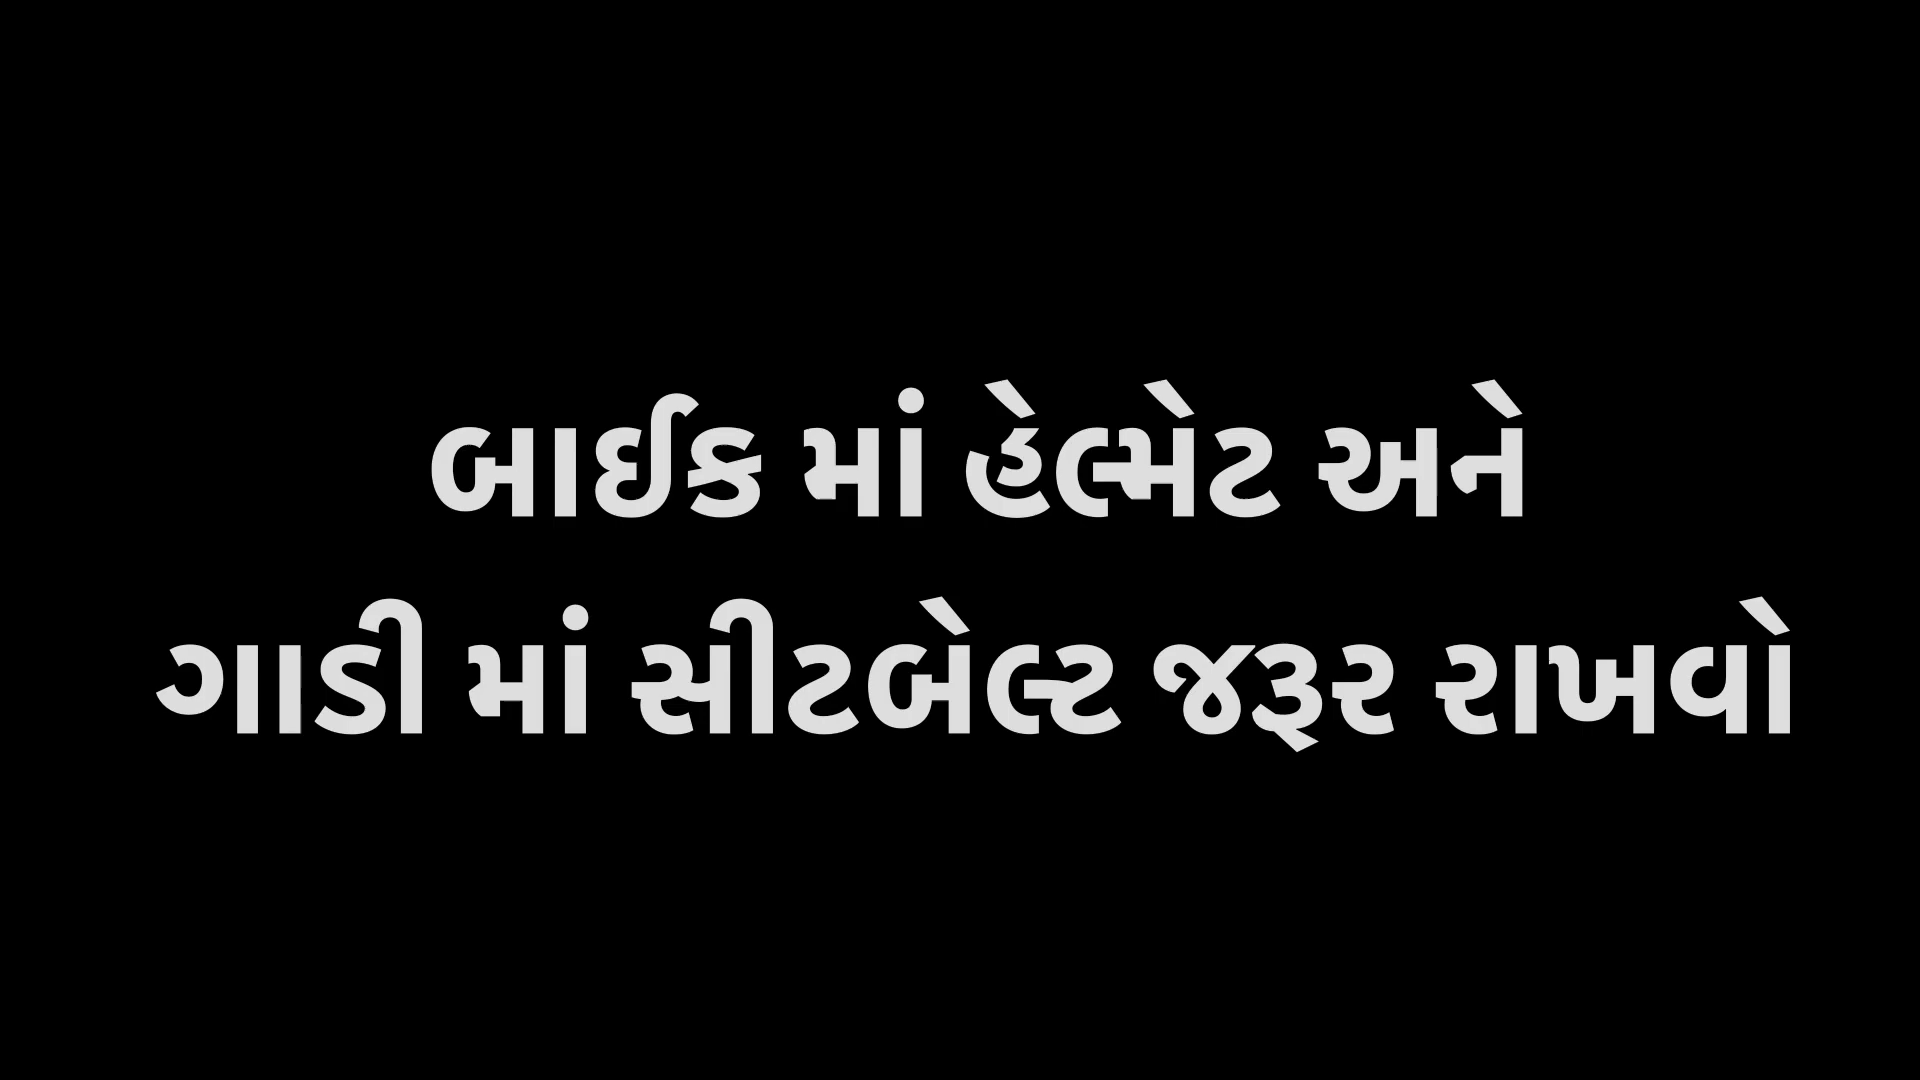 બાઈક માં હેલ્મેટ અને
ગાડી માં સીટબેલ્ટ જરૂર રાખવો